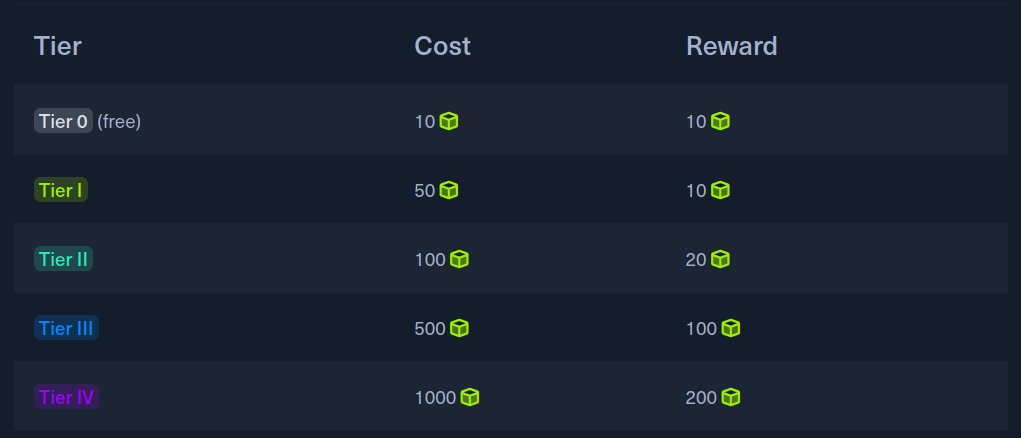 Tier Cost Reward
Tier 0 (free) 10 10
Tier I 50 10
Tier II 100 20
Tier III 500 100
Tier IV 1000 200